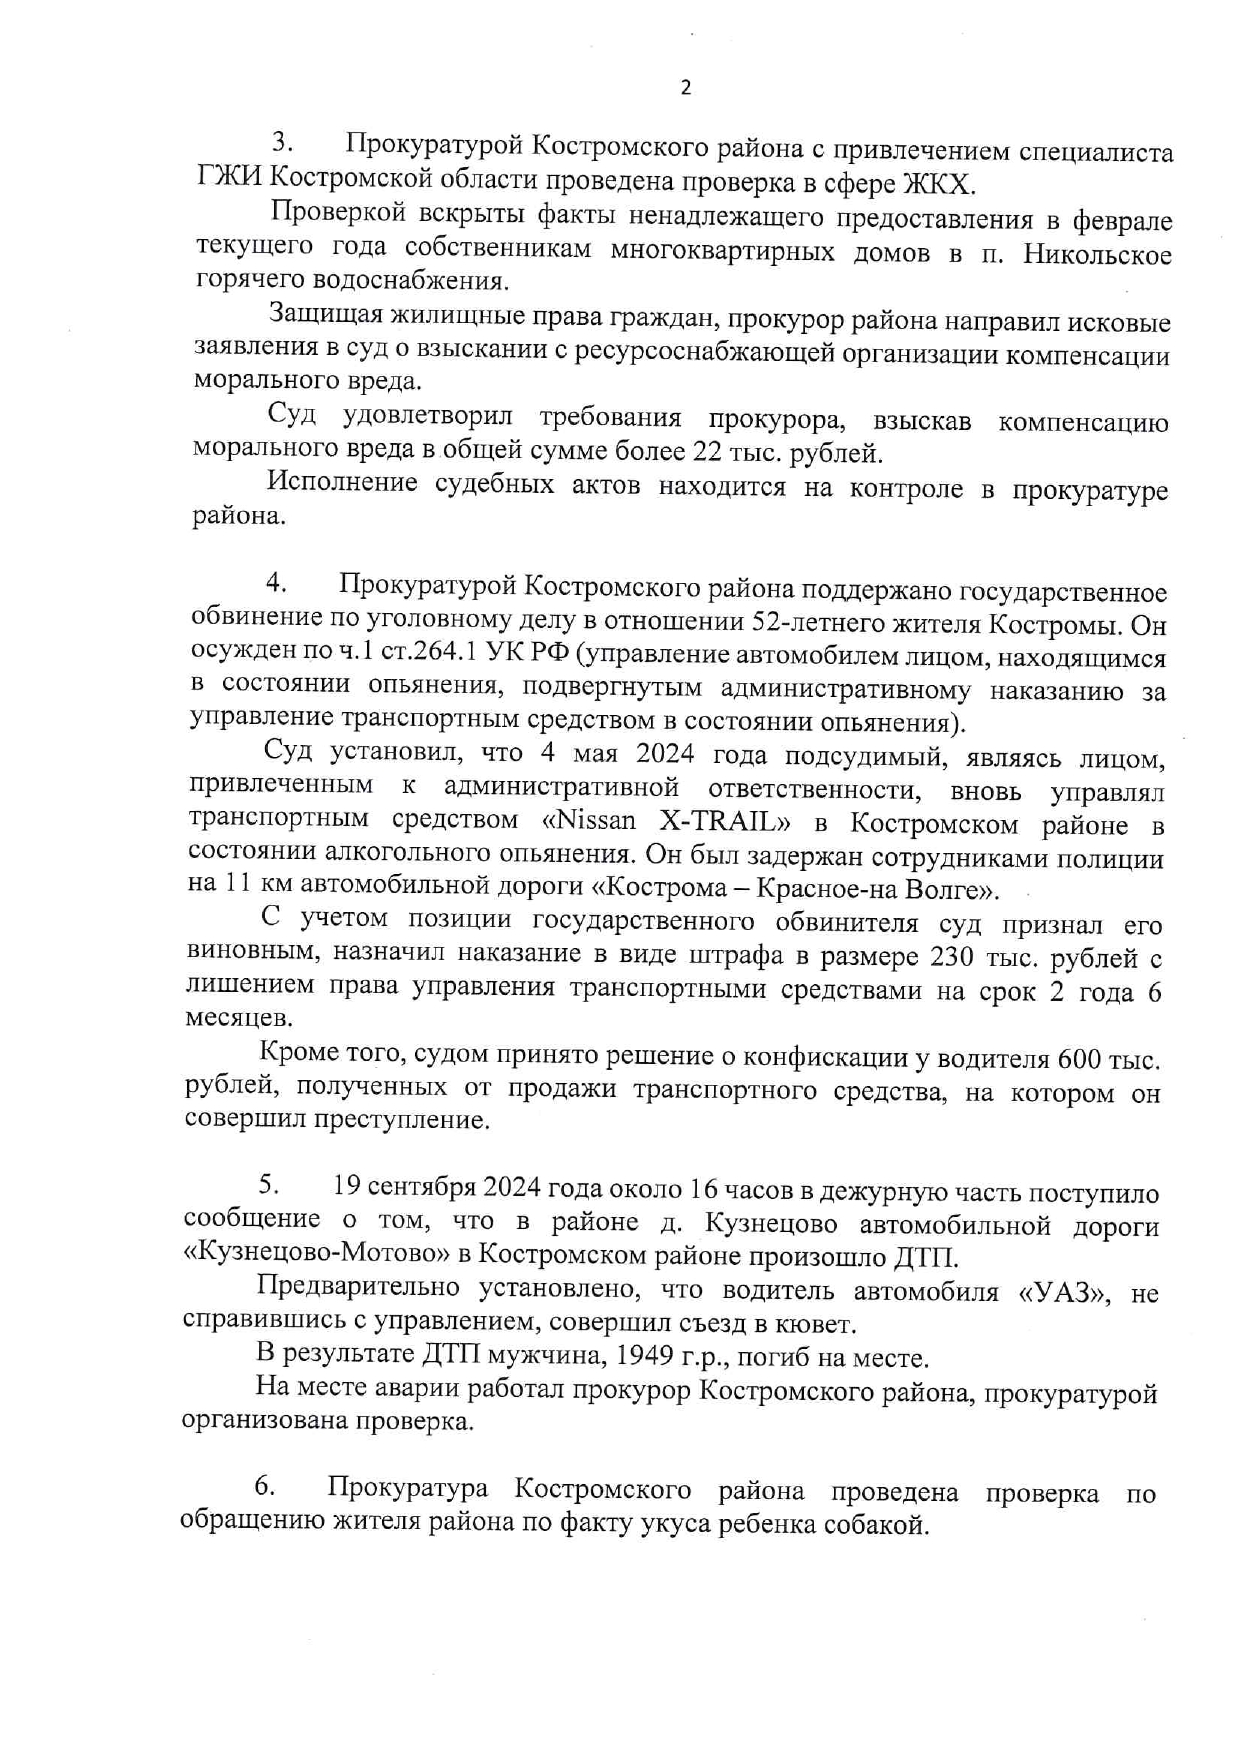 2
3. Прокуратурой Костромского района с привлечением специалиста
ГЖИ Костромской области проведена проверка в сфере ЖКХ.
Проверкой вскрыты факты ненадлежащего предоставления в феврале
текущего года собственникам многоквартирных домов в п. Никольское
горячего водоснабжения.
Защищая жилищные права граждан, прокурор района направил исковые
заявления в суд о взыскании с ресурсоснабжающей организации компенсации
морального вреда.
Суд удовлетворил требования прокурора, взыскав компенсацию
морального вреда в общей сумме более 22 тыс. рублей.
Исполнение судебных актов находится на контроле в прокуратуре
района.
4. Прокуратурой Костромского района поддержано государственное
обвинение по уголовному делу в отношении 52-летнего жителя Костромы. Он
осужден по ч.1 ст.264.1 УК РФ (управление автомобилем лицом, находящимся
в состоянии опьянения, подвергнутым административному наказанию за
управление транспортным средством в состоянии опьянения).
Суд установил, что 4 мая 2024 года подсудимый, являясь лицом,
привлеченным к административной ответственности, вновь управлял
транспортным средством «Nissan X-TRAIL» в Костромском районе в
состоянии алкогольного опьянения. Он был задержан сотрудниками полиции
на 11 км автомобильной дороги «Кострома – Красное-на Волге».
С учетом позиции государственного обвинителя суд признал его
виновным, назначил наказание в виде штрафа в размере 230 тыс. рублей с
лишением права управления транспортными средствами на срок 2 года 6
месяцев.
Кроме того, судом принято решение о конфискации у водителя 600 тыс.
рублей, полученных от продажи транспортного средства, на котором он
совершил преступление.
5. 19 сентября 2024 года около 16 часов в дежурную часть поступило
сообщение о том, что в районе д. Кузнецово автомобильной дороги
«Кузнецово-Мотово» в Костромском районе произошло ДТП.
Предварительно установлено, что водитель автомобиля «УАЗ», не
справившись с управлением, совершил съезд в кювет.
В результате ДТП мужчина, 1949 г.р., погиб на месте.
На месте аварии работал прокурор Костромского района, прокуратурой
организована проверка.
6. Прокуратура Костромского района проведена проверка по
обращению жителя района по факту укуса ребенка собакой.